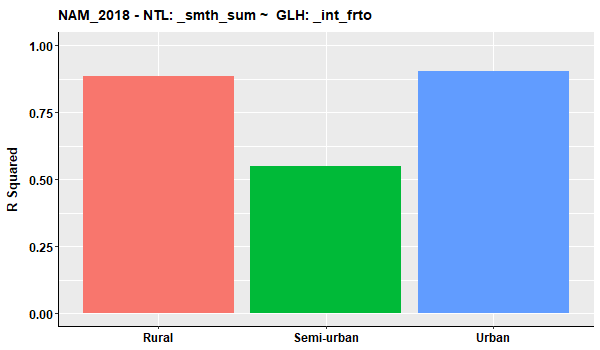 NAM_2018 - NTL: _smth_sum ~  GLH: _int_frto
1.00
0.75
0.50
0.25
0.00
R Squared
Rural
Semi-urban
Urban